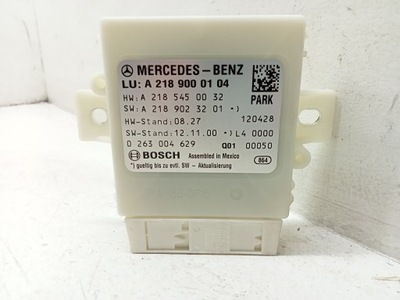 MERCEDES-BENZ
LU: A 218 900 01 04
HW: A 218 545 00 32
SW: A 218 902 32 01 *)
PARK
HW-Stand: 08.27 120428
SW-Stand: 12.11.00 *) L4 0000
0 263 004 629 Q01 00050
BOSCH Assembled in Mexico
*) gueltig bis zu evtl. SW - Aktualisierung
864